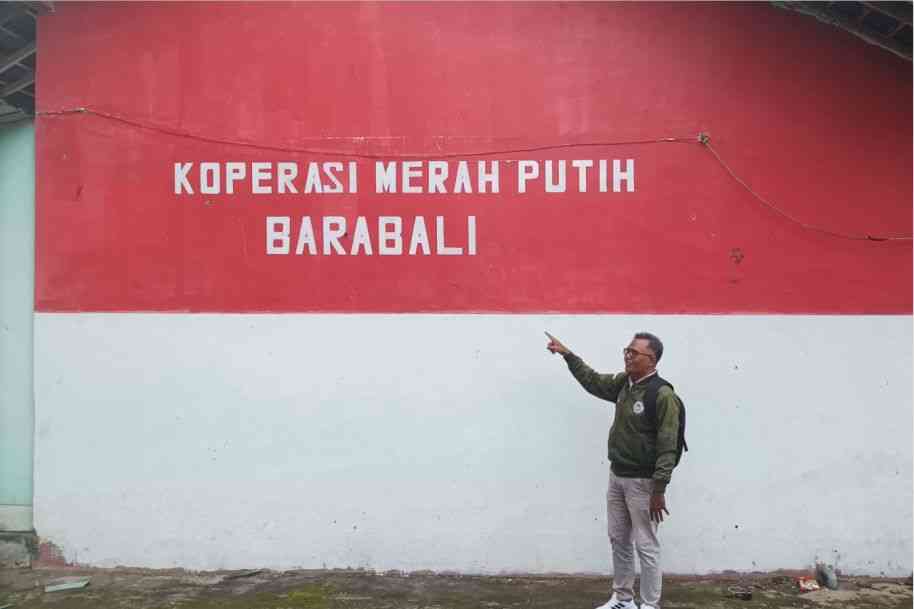 KOPERASI MERAH PUTIH
BARABALI